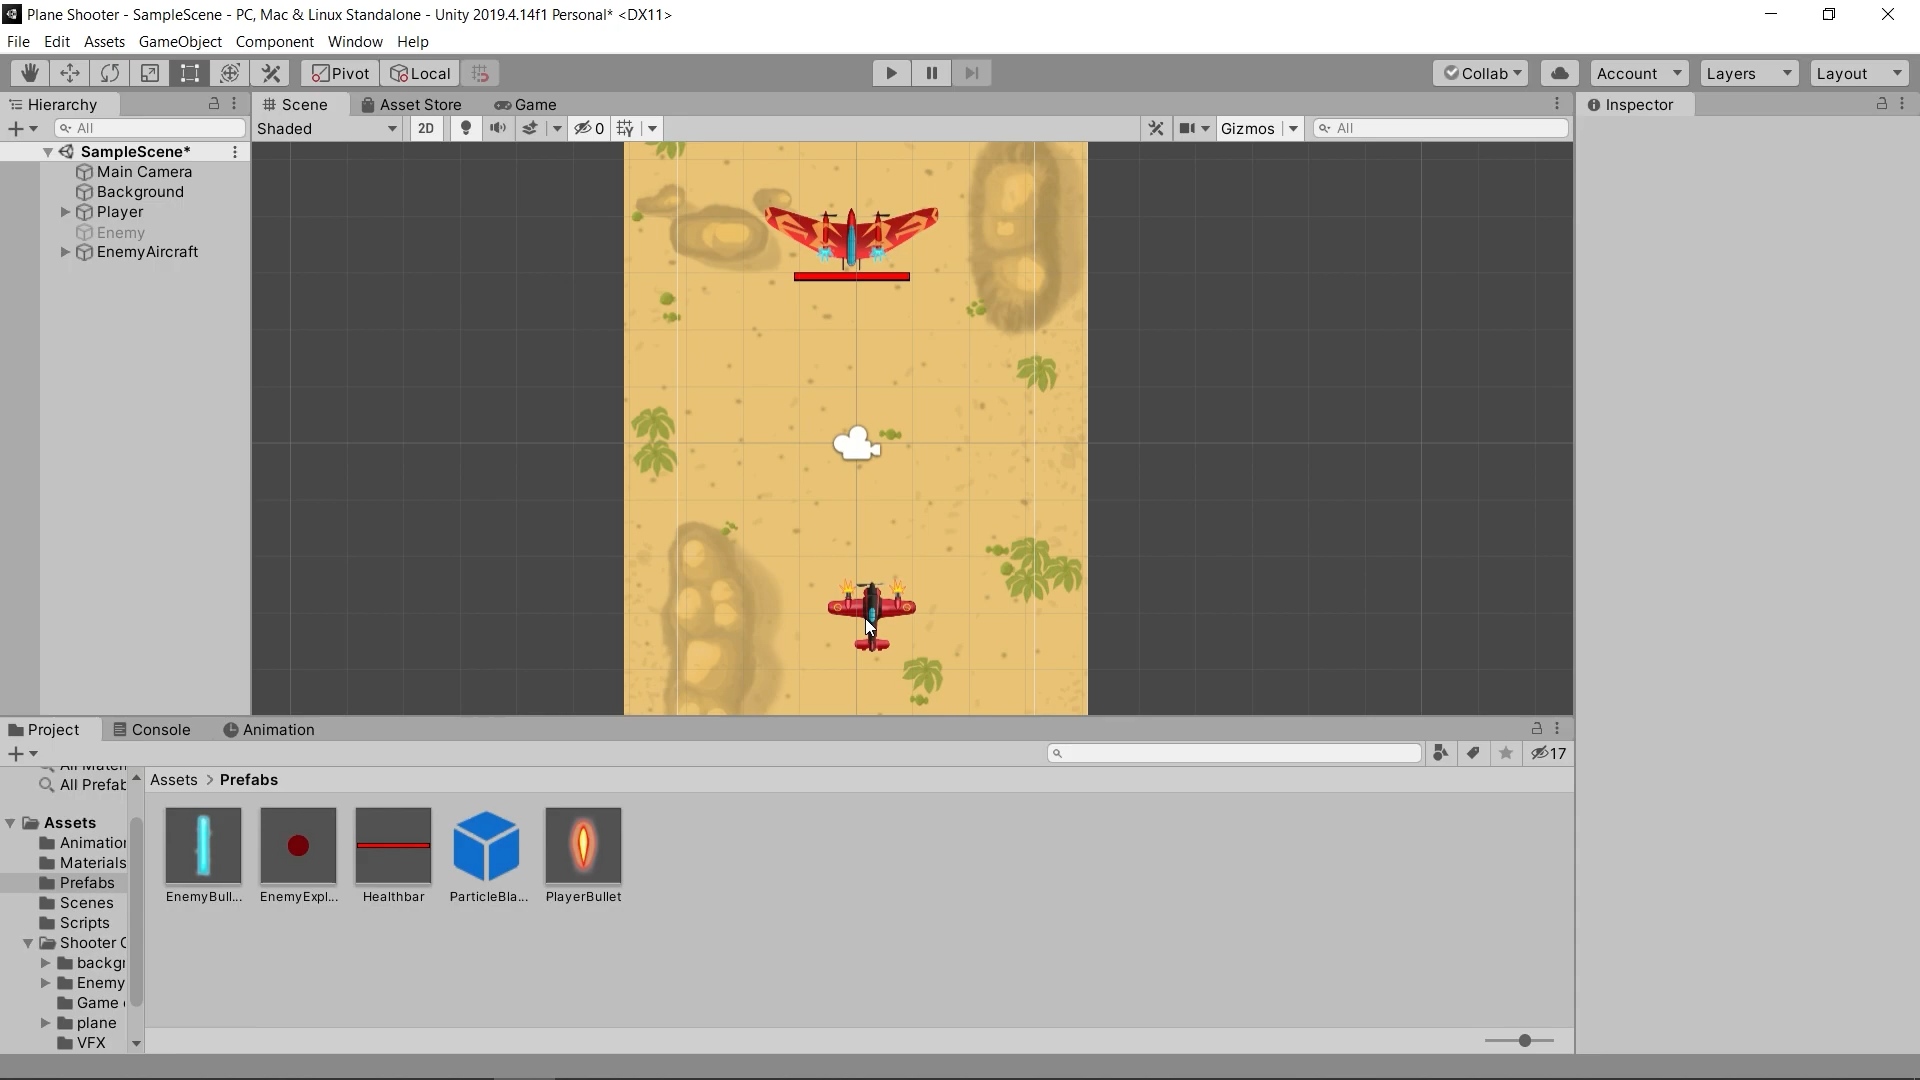 Plane Shooter - SampleScene - PC, Mac & Linux Standalone - Unity 2019.4.14f1 Personal* <DX11>
File Edit Assets GameObject Component Window Help
Pivot Local Collab Account Layers Layout
Hierarchy Scene Asset Store Game Inspector
All Shaded 2D 0 Gizmos All
SampleScene*
Main Camera
Background
Player
Enemy
EnemyAircraft
Project Console Animation
17
All Prefab
Assets > Prefabs
Assets
Animation
Materials
Prefabs
Scenes
Scripts
Shooter G
backgr
Enemy
Game
plane
VFX
EnemyBull... EnemyExpl... Healthbar ParticleBla... PlayerBullet